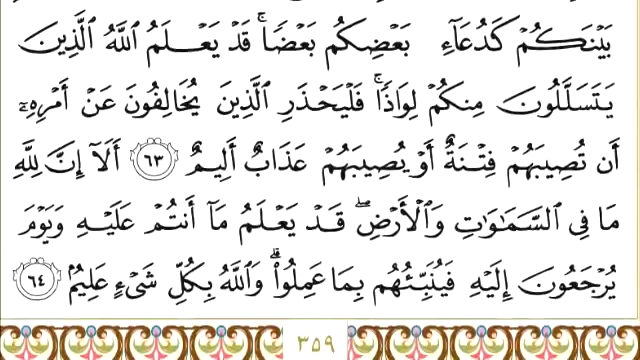 بَيْنَكُمْ كَدُعَآءِ بَعْضِكُم بَعْضًا ۚ قَدْ يَعْلَمُ ٱللَّهُ ٱلَّذِينَ
يَتَسَلَّلُونَ مِنكُمْ لِوَاذًا ۚ فَلْيَحْذَرِ ٱلَّذِينَ يُخَالِفُونَ عَنْ أَمْرِهِۦٓ
أَن تُصِيبَهُمْ فِتْنَةٌ أَوْ يُصِيبَهُمْ عَذَابٌ أَلِيمٌ ۝٦٣ أَلَآ إِنَّ لِلَّهِ
مَا فِى ٱلسَّمَـٰوَٰتِ وَٱلْأَرْضِ ۖ قَدْ يَعْلَمُ مَآ أَنتُمْ عَلَيْهِ وَيَوْمَ
يُرْجَعُونَ إِلَيْهِ فَيُنَبِّئُهُم بِمَا عَمِلُوا۟ ۗ وَٱللَّهُ بِكُلِّ شَىْءٍ عَلِيمٌۢ ۝٦٤
٣٥٩